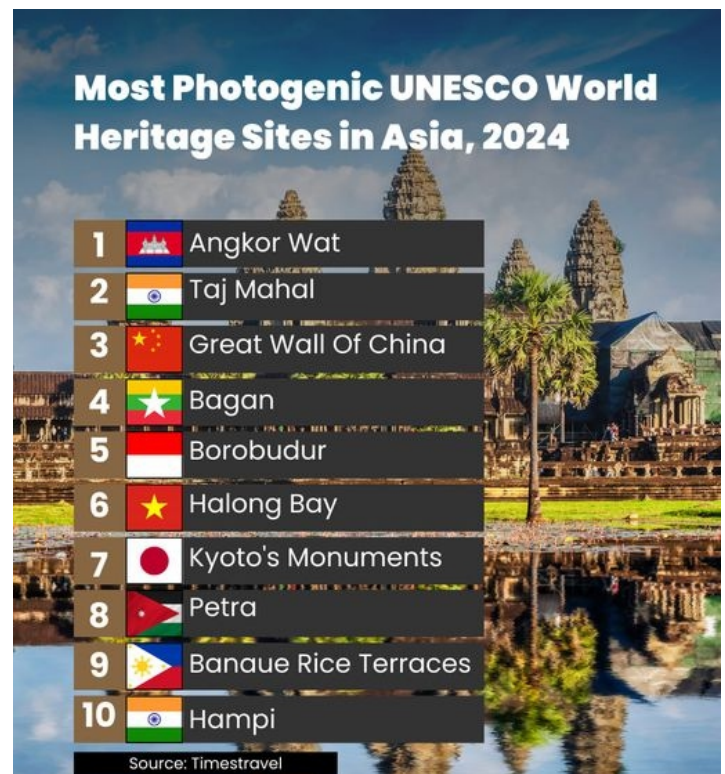 Most Photogenic UNESCO World
Heritage Sites in Asia, 2024
1 Angkor Wat
2 Taj Mahal
3 Great Wall Of China
4 Bagan
5 Borobudur
6 Halong Bay
7 Kyoto's Monuments
8 Petra
9 Banaue Rice Terraces
10 Hampi
Source: Timestravel